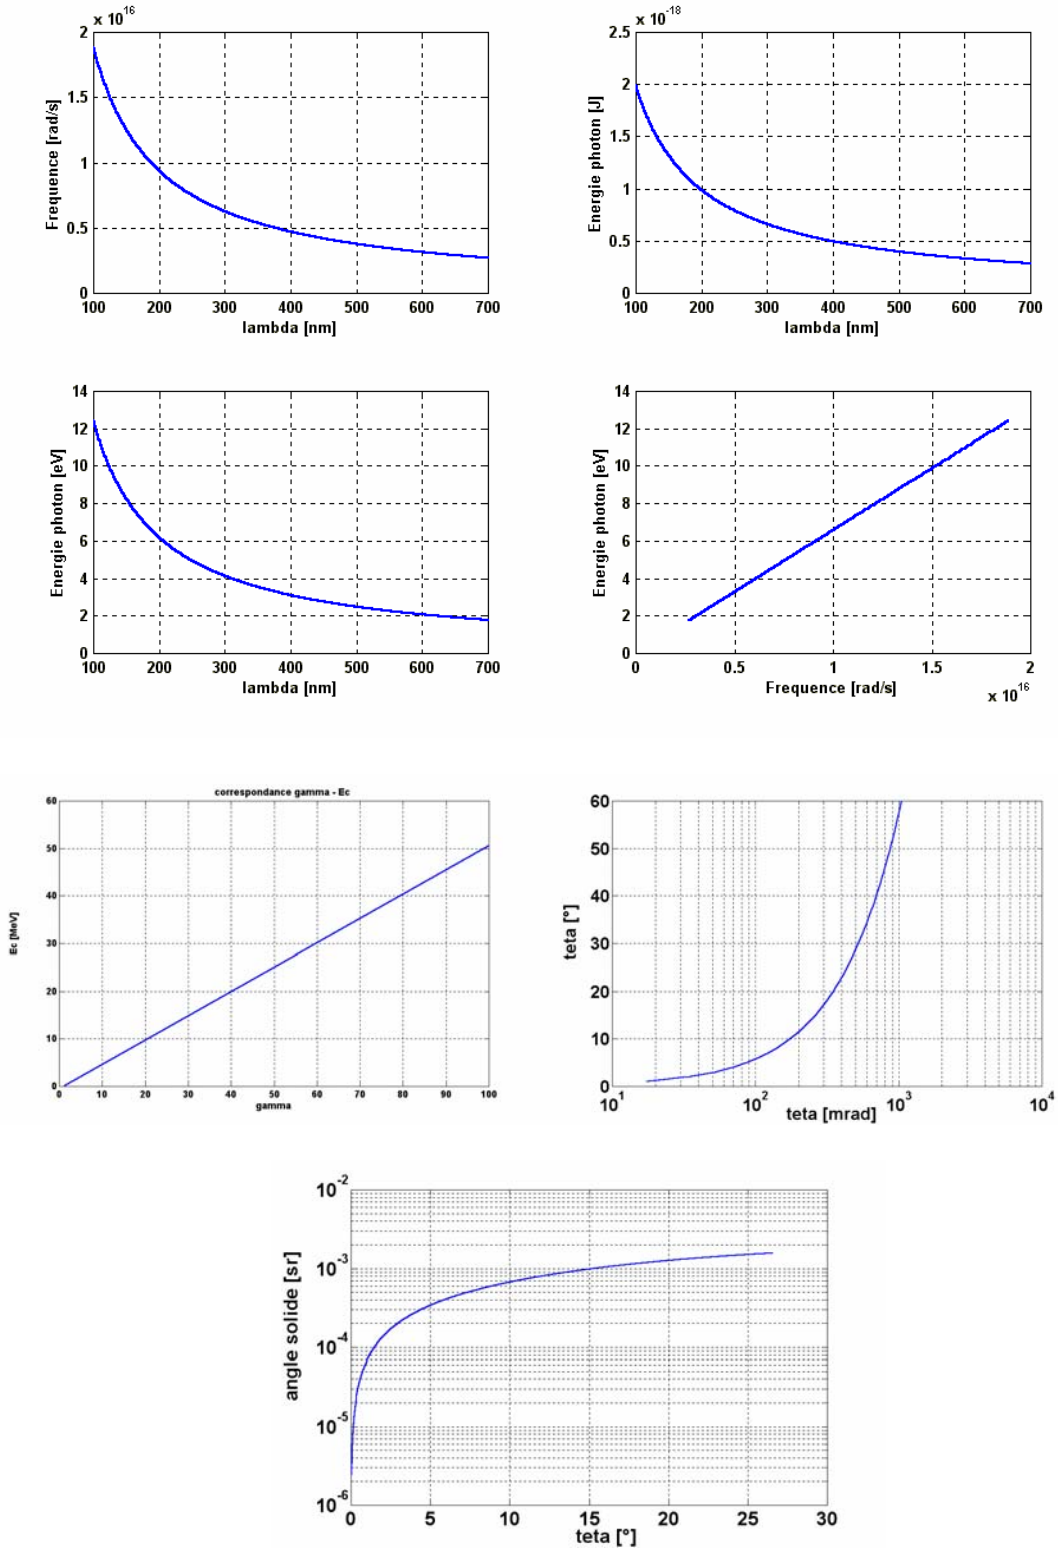 x 10^16
2
1.5
1
0.5
0
Frequence [rad/s]
100 200 300 400 500 600 700
lambda [nm]
x 10^-18
2.5
2
1.5
1
0.5
0
Energie photon [J]
100 200 300 400 500 600 700
lambda [nm]
14
12
10
8
6
4
2
0
Energie photon [eV]
100 200 300 400 500 600 700
lambda [nm]
14
12
10
8
6
4
2
0
Energie photon [eV]
0 0.5 1 1.5 2
Frequence [rad/s]
x 10^16
correspondance gamma - Ec
60
50
40
30
20
10
0
Ec [MeV]
0 10 20 30 40 50 60 70 80 90 100
gamma
60
50
40
30
20
10
0
teta [°]
10^1 10^2 10^3 10^4
teta [mrad]
10^-2
10^-3
10^-4
10^-5
10^-6
angle solide [sr]
0 5 10 15 20 25 30
teta [°]